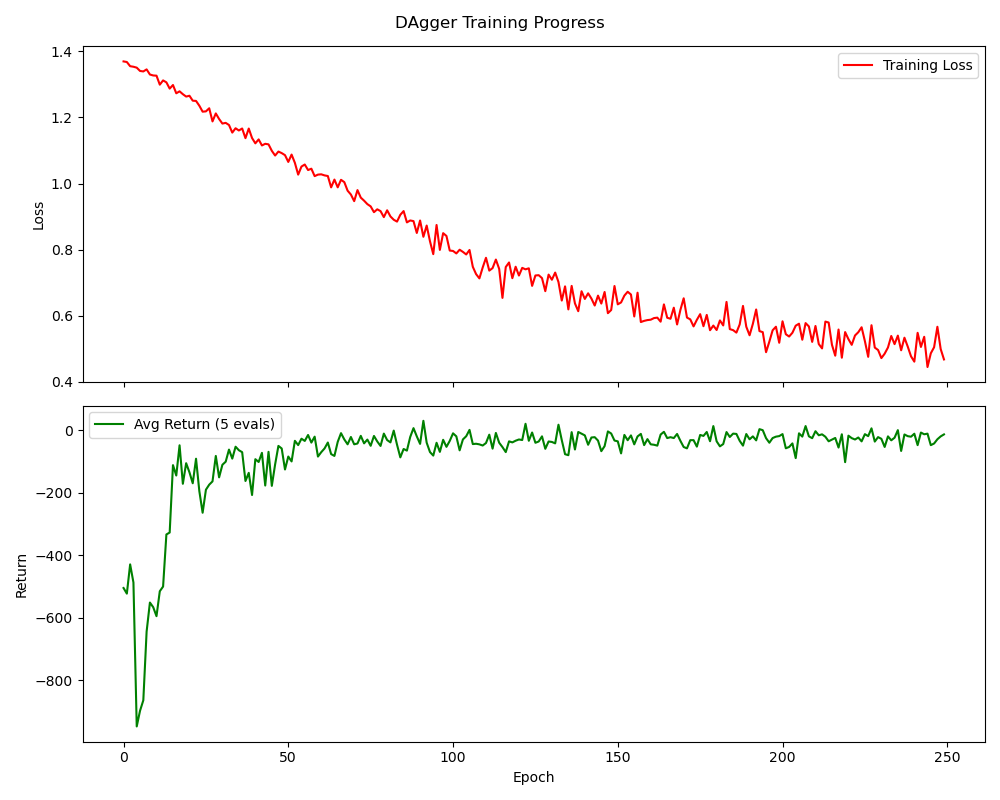 DAgger Training Progress
1.4
1.2
1.0
0.8
0.6
0.4
Loss
Training Loss
0
−200
−400
−600
−800
Return
Avg Return (5 evals)
0
50
100
150
200
250
Epoch